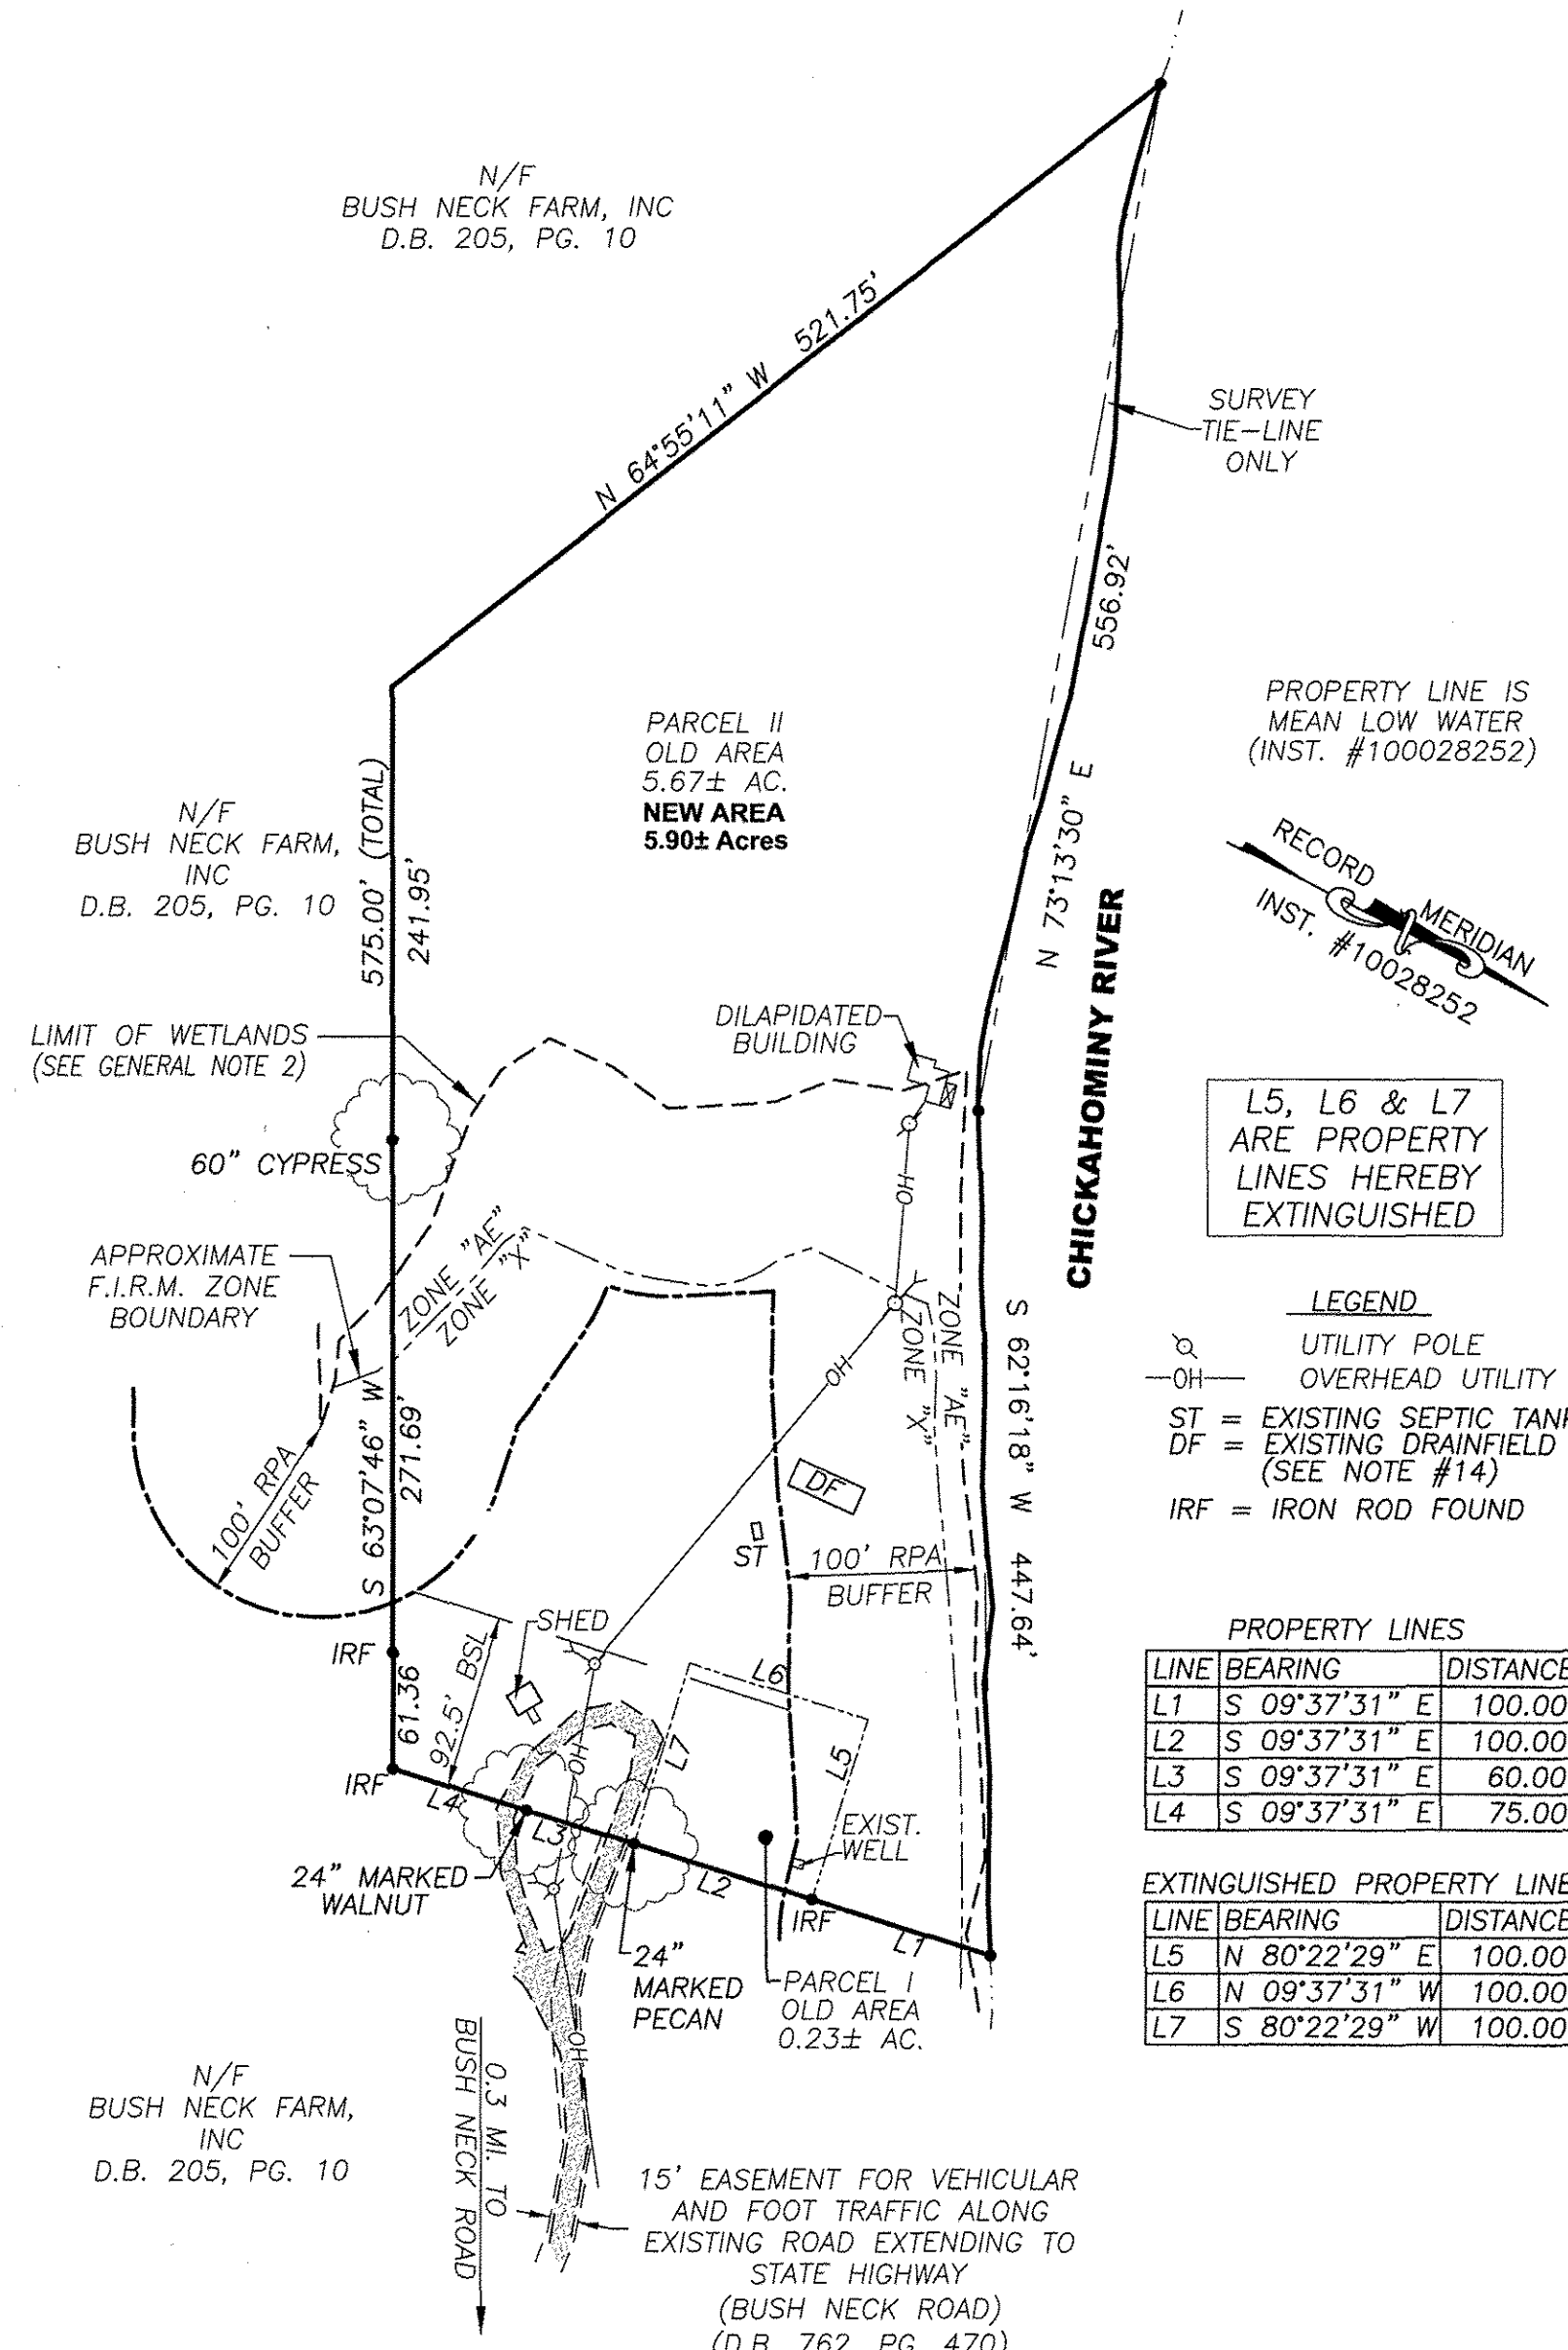 N/F
BUSH NECK FARM, INC
D.B. 205, PG. 10
N 64°55'11" W 521.75'
SURVEY
TIE-LINE
ONLY
556.92'
N 73°13'30" E
PROPERTY LINE IS
MEAN LOW WATER
(INST. #100028252)
PARCEL II
OLD AREA
5.67± AC.
NEW AREA
5.90± Acres
N/F
BUSH NECK FARM,
INC
D.B. 205, PG. 10
575.00' (TOTAL)
241.95'
RECORD MERIDIAN
INST. #10028252
CHICKAHOMINY RIVER
LIMIT OF WETLANDS
(SEE GENERAL NOTE 2)
DILAPIDATED
BUILDING
60" CYPRESS
OH
L5, L6 & L7
ARE PROPERTY
LINES HEREBY
EXTINGUISHED
APPROXIMATE
F.I.R.M. ZONE
BOUNDARY
ZONE "AE"
ZONE "X"
ZONE "AE"
ZONE "X"
OH
S 62°16'18" W 447.64'
LEGEND
UTILITY POLE
OH OVERHEAD UTILITY
ST = EXISTING SEPTIC TANK
DF = EXISTING DRAINFIELD
(SEE NOTE #14)
IRF = IRON ROD FOUND
S 63°07'46" W
271.69'
100' RPA
BUFFER
DF
ST
100' RPA
BUFFER
SHED
IRF
61.36
92.5' BSL
L6
L7
L5
OH
IRF
L4
L3
L2
L1
EXIST.
WELL
IRF
24" MARKED
WALNUT
24"
MARKED
PECAN
PARCEL I
OLD AREA
0.23± AC.
PROPERTY LINES
LINE BEARING DISTANCE
L1 S 09°37'31" E 100.00
L2 S 09°37'31" E 100.00
L3 S 09°37'31" E 60.00
L4 S 09°37'31" E 75.00
EXTINGUISHED PROPERTY LINE
LINE BEARING DISTANCE
L5 N 80°22'29" E 100.00
L6 N 09°37'31" W 100.00
L7 S 80°22'29" W 100.00
OH
N/F
BUSH NECK FARM,
INC
D.B. 205, PG. 10
0.3 MI. TO
BUSH NECK ROAD
15' EASEMENT FOR VEHICULAR
AND FOOT TRAFFIC ALONG
EXISTING ROAD EXTENDING TO
STATE HIGHWAY
(BUSH NECK ROAD)
(D.B. 762, PG. 470)